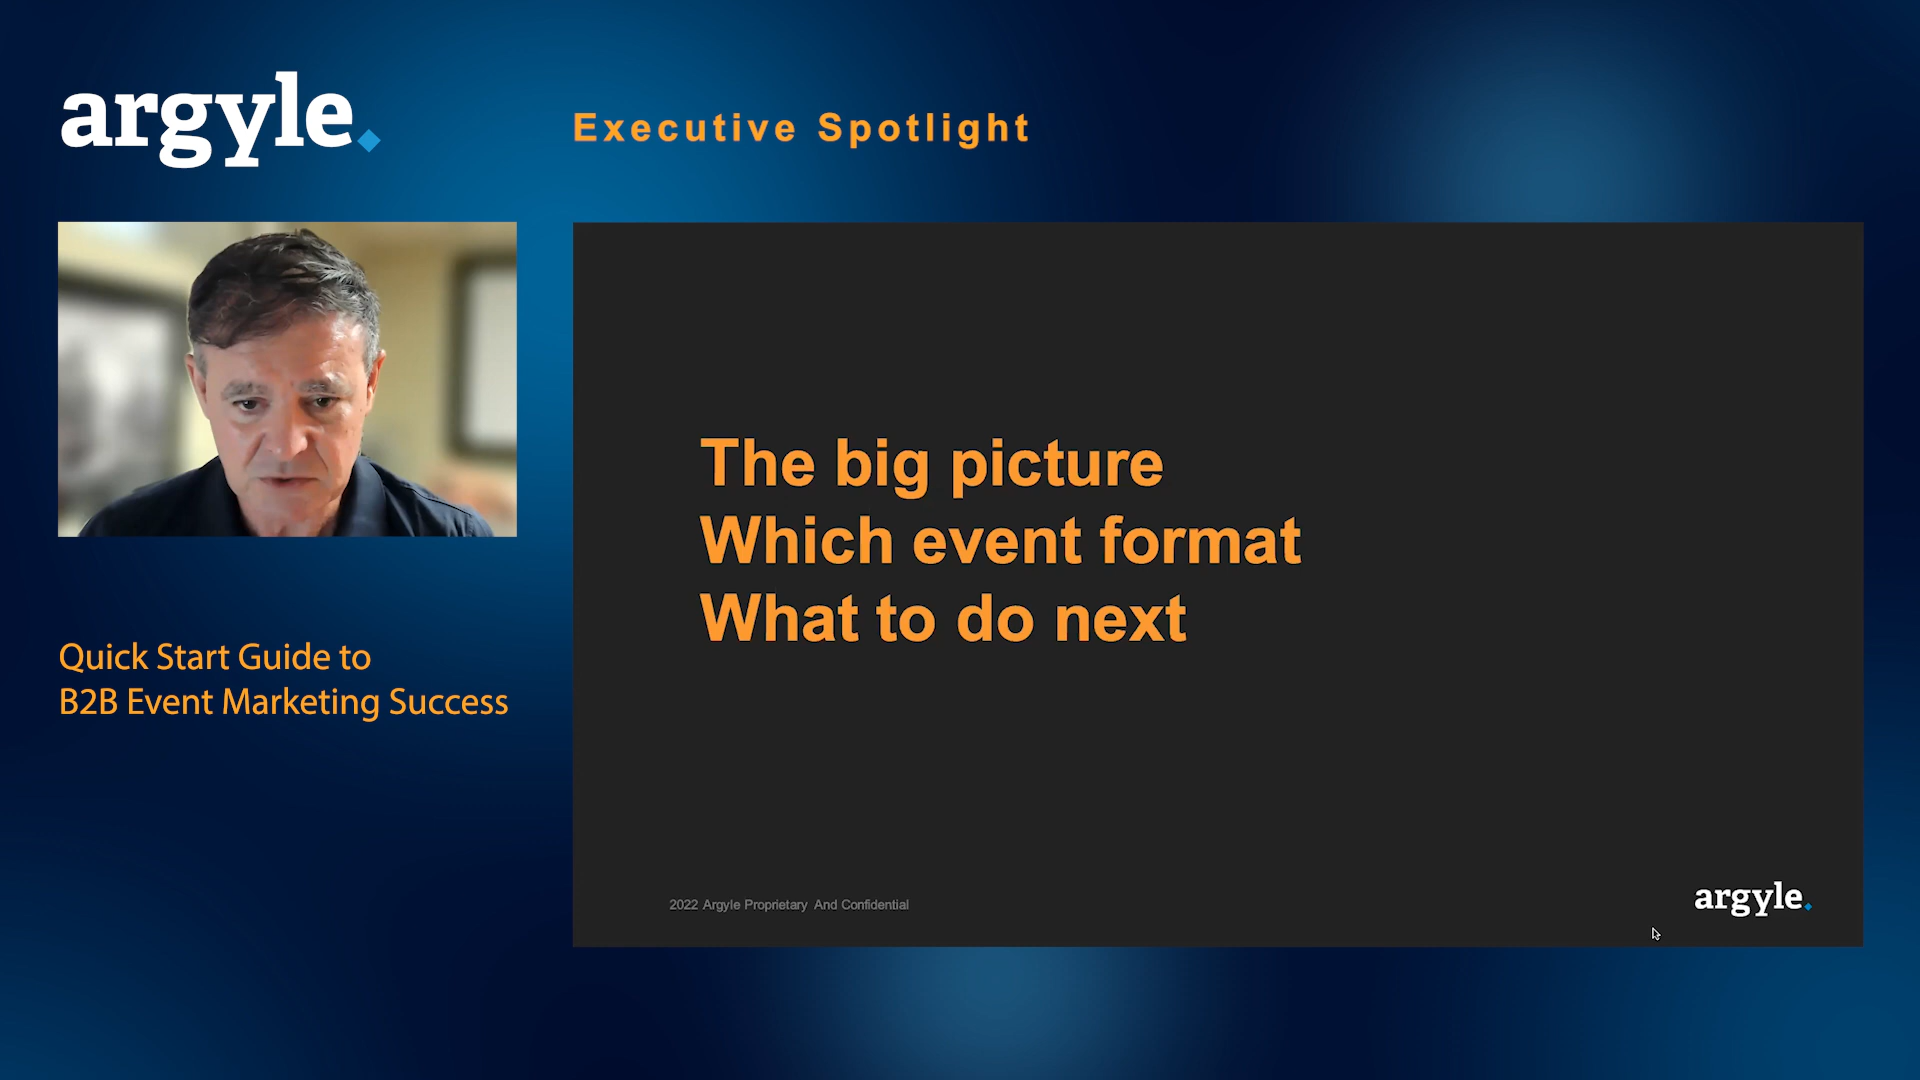 argyle.
Executive Spotlight
The big picture
Which event format
What to do next
Quick Start Guide to
B2B Event Marketing Success
2022 Argyle Proprietary And Confidential
argyle.